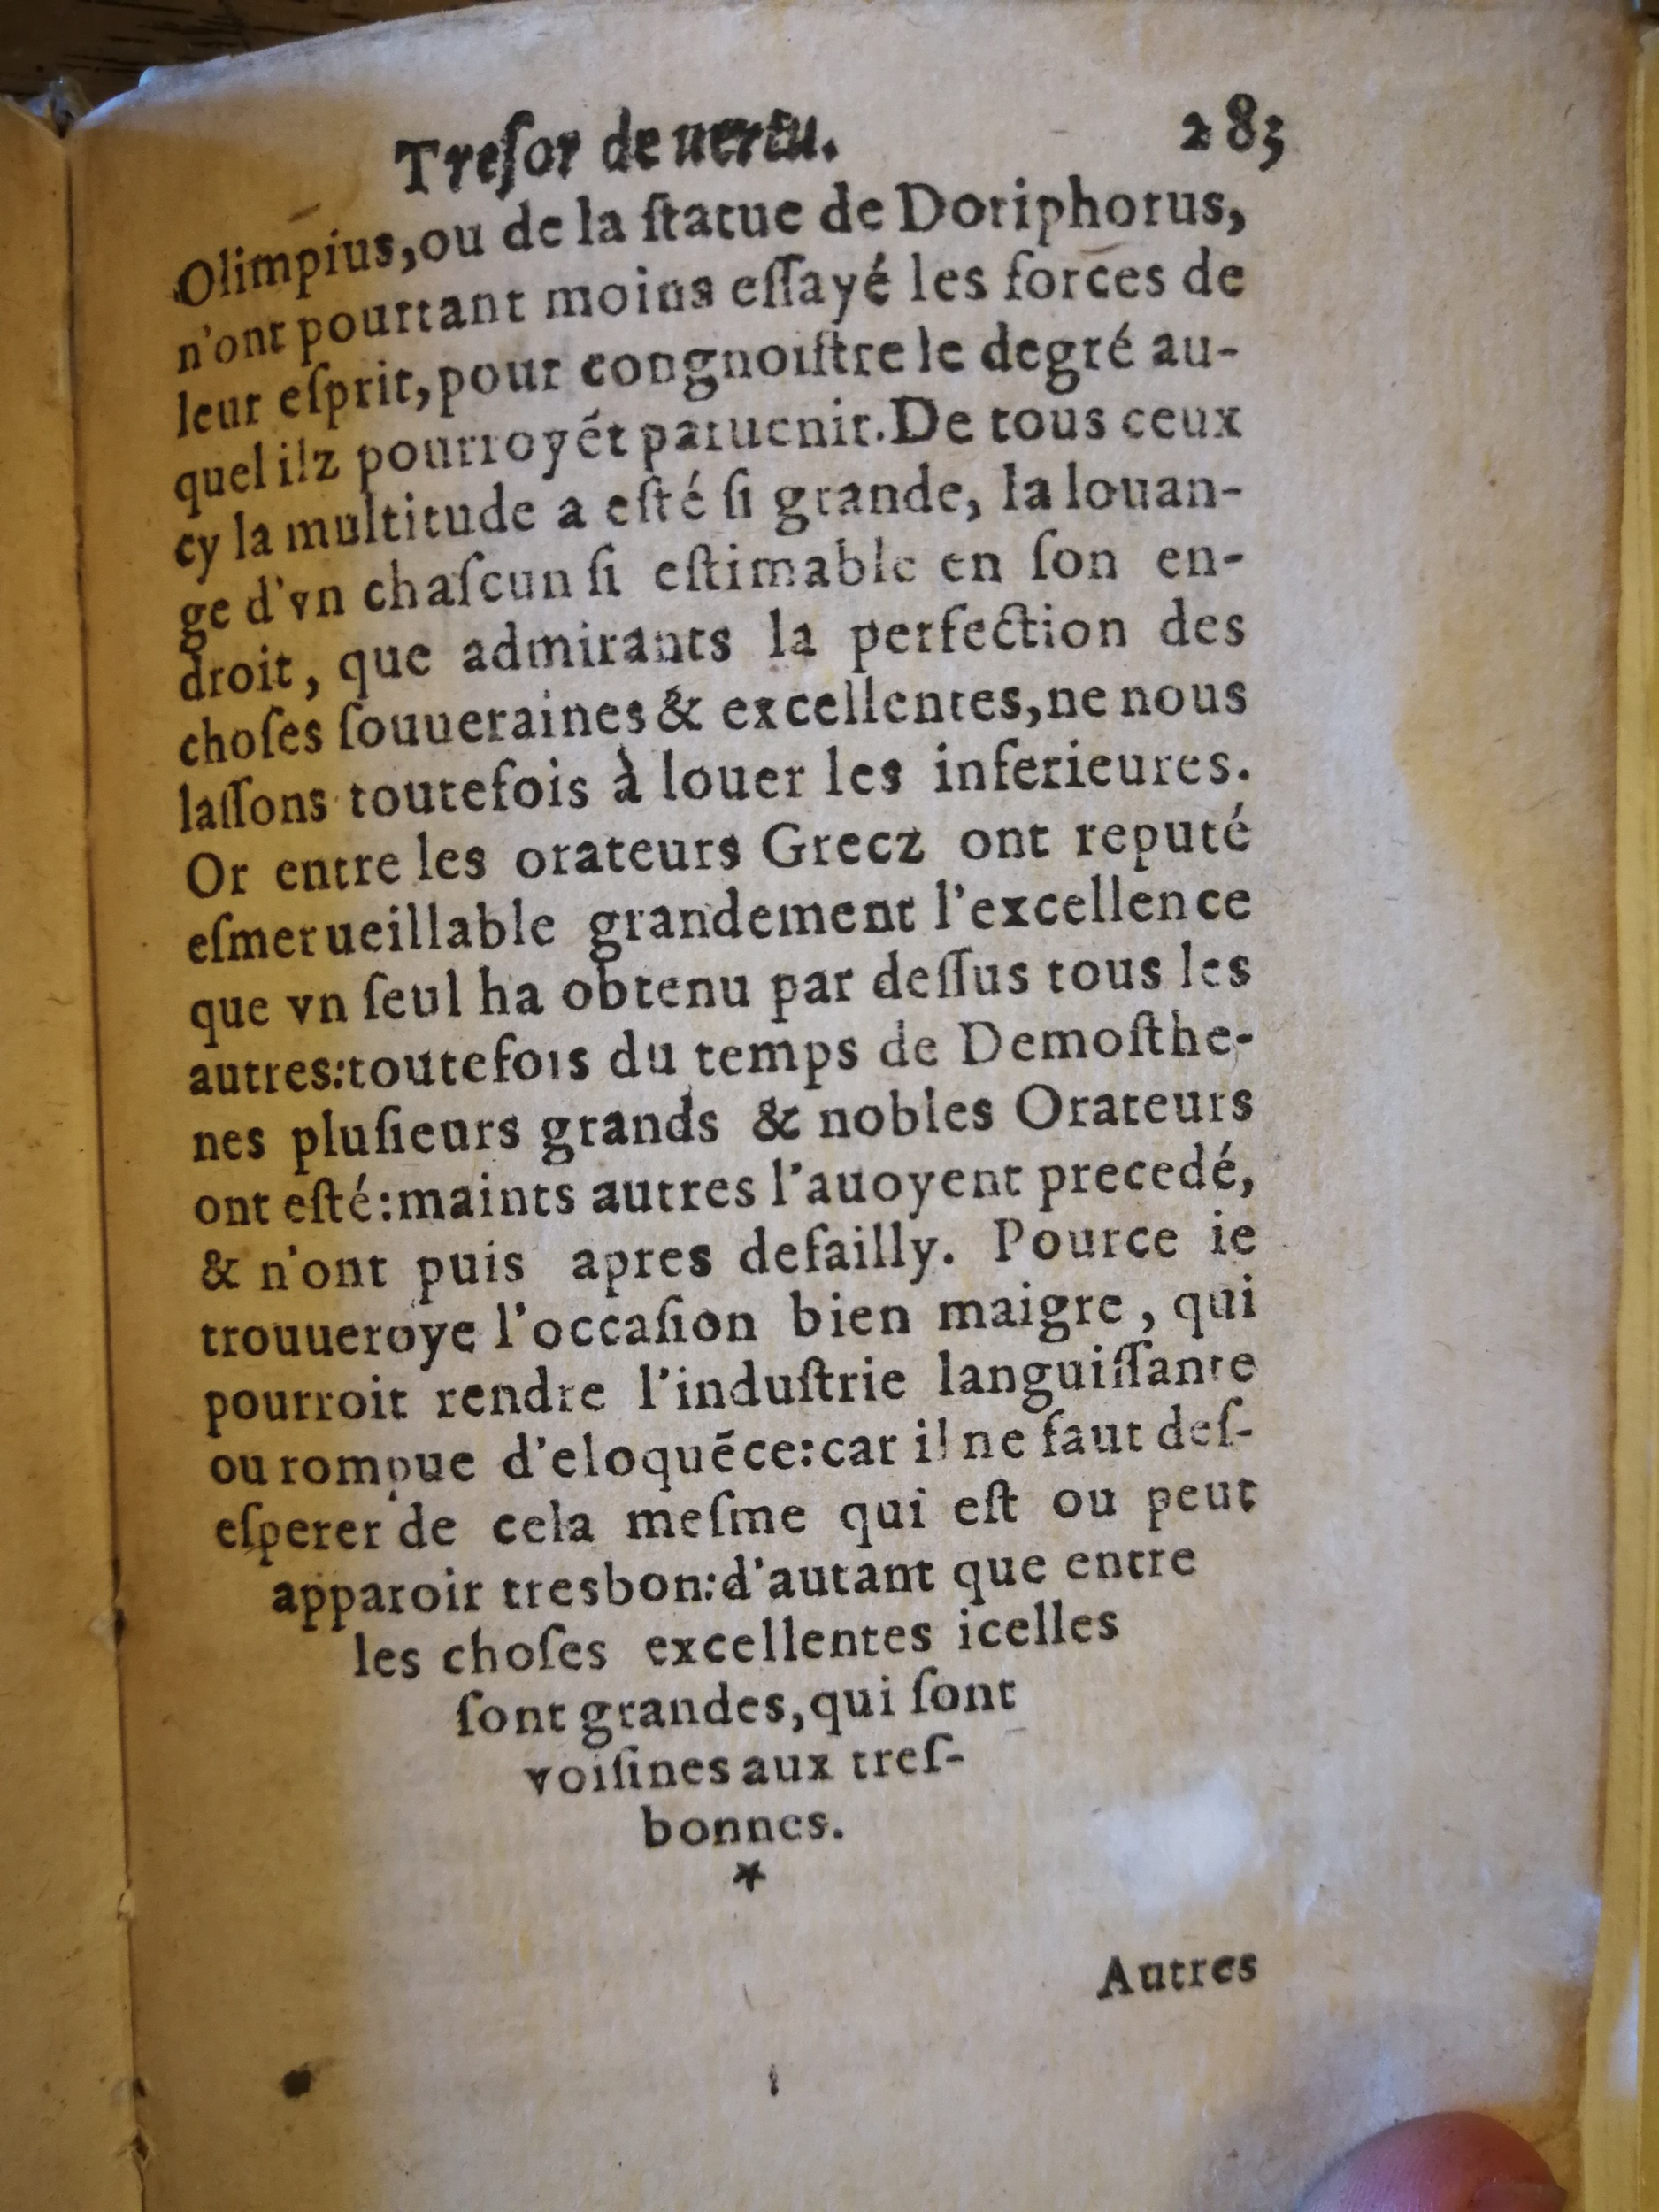 Treſor de uertu. 283
Olimpius,ou de la ſtatue de Doriphorus,
n'ont pourtant moins eſſayé les forces de
leur eſprit,pour congnoiſtre le degré au-
quel ilz pourroyẽt paruenir.De tous ceux
cy la multitude a eſté ſi grande, la louan-
ge d'vn chaſcun ſi eſtimable en ſon en-
droit, que admirants la perfection des
choſes ſouueraines & excellentes,ne nous
laſſons toutefois à louer les inferieures.
Or entre les orateurs Grecz ont reputé
eſmerueillable grandement l'excellence
que vn ſeul ha obtenu par deſſus tous les
autres:toutefois du temps de Demoſthe-
nes pluſieurs grands & nobles Orateurs
ont eſté:maints autres l'auoyent precedé,
& n'ont puis apres defailly. Pource ie
trouueroye l'occaſion bien maigre, qui
pourroit rendre l'induſtrie languiſſante
ou rompue d'eloquẽce:car il ne faut deſ-
eſperer de cela meſme qui eſt ou peut
apparoir tresbon:d'autant que entre
les choſes excellentes icelles
ſont grandes,qui ſont
voiſines aux treſ-
bonnes.
*
Autres